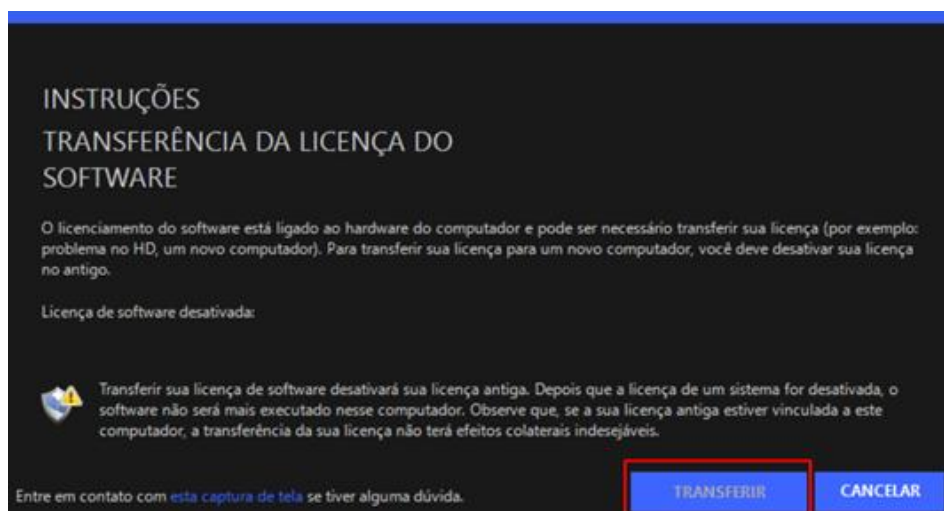 INSTRUÇÕES
TRANSFERÊNCIA DA LICENÇA DO
SOFTWARE
O licenciamento do software está ligado ao hardware do computador e pode ser necessário transferir sua licença (por exemplo:
problema no HD, um novo computador). Para transferir sua licença para um novo computador, você deve desativar sua licença
no antigo.
Licença de software desativada:
Transferir sua licença de software desativará sua licença antiga. Depois que a licença de um sistema for desativada, o
software não será mais executado nesse computador. Observe que, se a sua licença antiga estiver vinculada a este
computador, a transferência da sua licença não terá efeitos colaterais indesejáveis.
Entre em contato com esta captura de tela se tiver alguma dúvida.
TRANSFERIR
CANCELAR